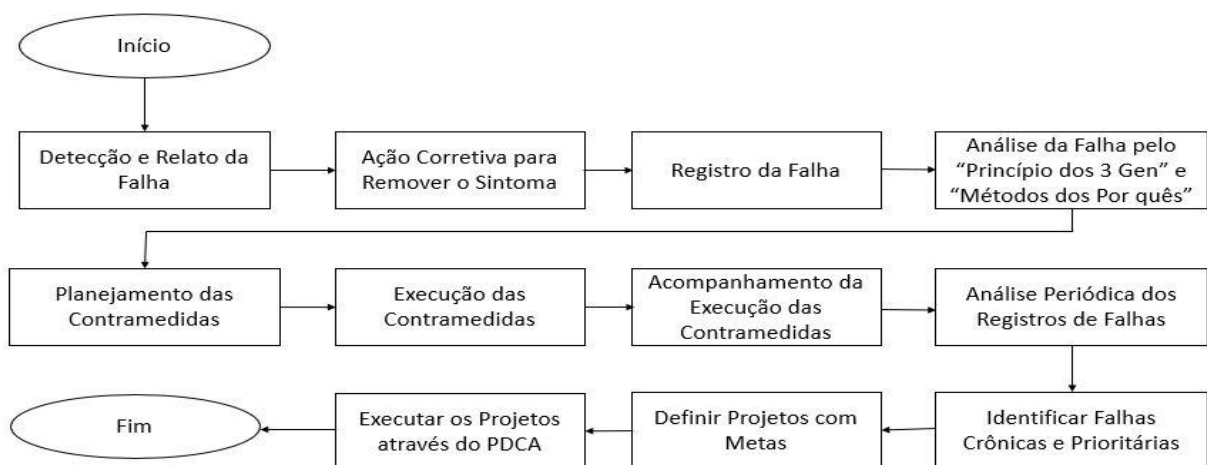 Início
Detecção e Relato da
Falha
Ação Corretiva para
Remover o Sintoma
Registro da Falha
Análise da Falha pelo
“Princípio dos 3 Gen” e
“Métodos dos Por quês”
Planejamento das
Contramedidas
Execução das
Contramedidas
Acompanhamento da
Execução das
Contramedidas
Análise Periódica dos
Registros de Falhas
Identificar Falhas
Crônicas e Prioritárias
Definir Projetos com
Metas
Executar os Projetos
através do PDCA
Fim